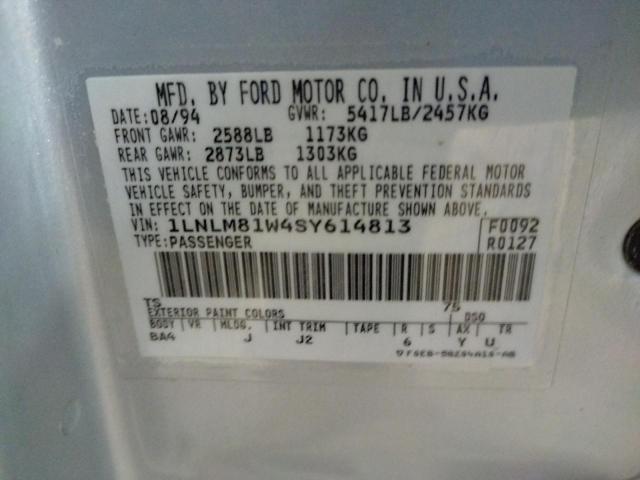 MFD. BY FORD MOTOR CO. IN U.S.A.
DATE: 08/94 GVWR: 5417LB/2457KG
FRONT GAWR: 2588LB 1173KG
REAR GAWR: 2873LB 1303KG
THIS VEHICLE CONFORMS TO ALL APPLICABLE FEDERAL MOTOR
VEHICLE SAFETY, BUMPER, AND THEFT PREVENTION STANDARDS
IN EFFECT ON THE DATE OF MANUFACTURE SHOWN ABOVE.
VIN: 1LNLM81W4SY614813 F0092
TYPE: PASSENGER R0127
TS 75
EXTERIOR PAINT COLORS DSO
BODY VR MLDG. INT TRIM TAPE R S AX TR
BA4 J J2 6 Y U